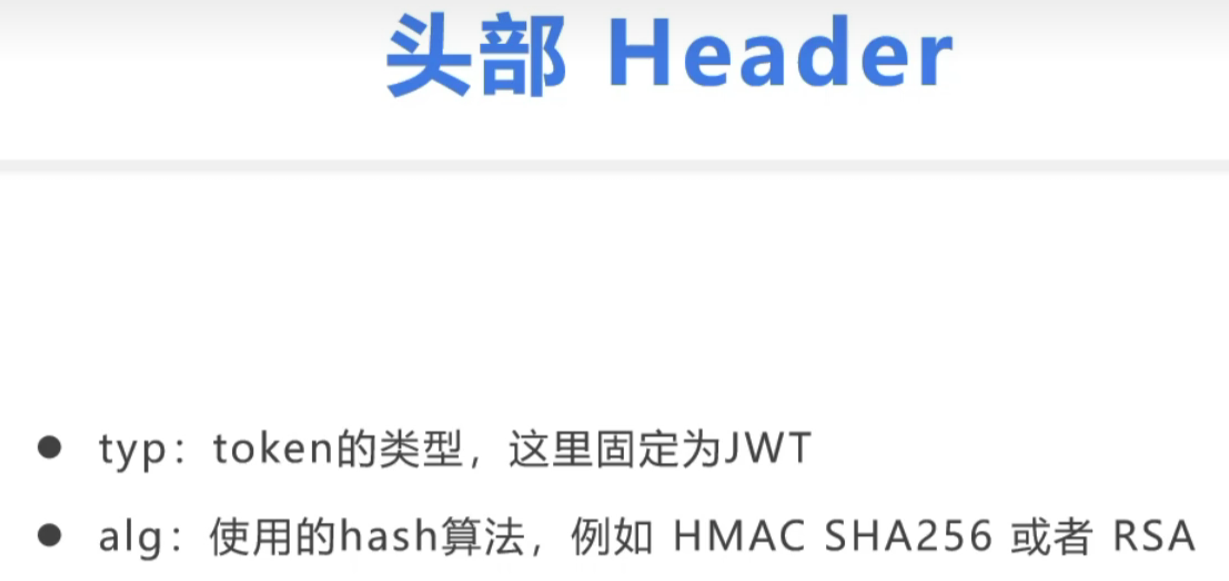 头部 Header
● typ：token的类型，这里固定为JWT
● alg：使用的hash算法，例如 HMAC SHA256 或者 RSA